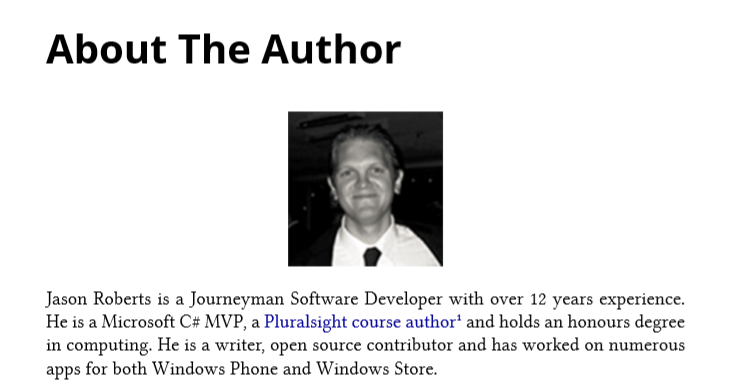 About The Author
Jason Roberts is a Journeyman Software Developer with over 12 years experience.
He is a Microsoft C# MVP, a Pluralsight course author¹ and holds an honours degree
in computing. He is a writer, open source contributor and has worked on numerous
apps for both Windows Phone and Windows Store.